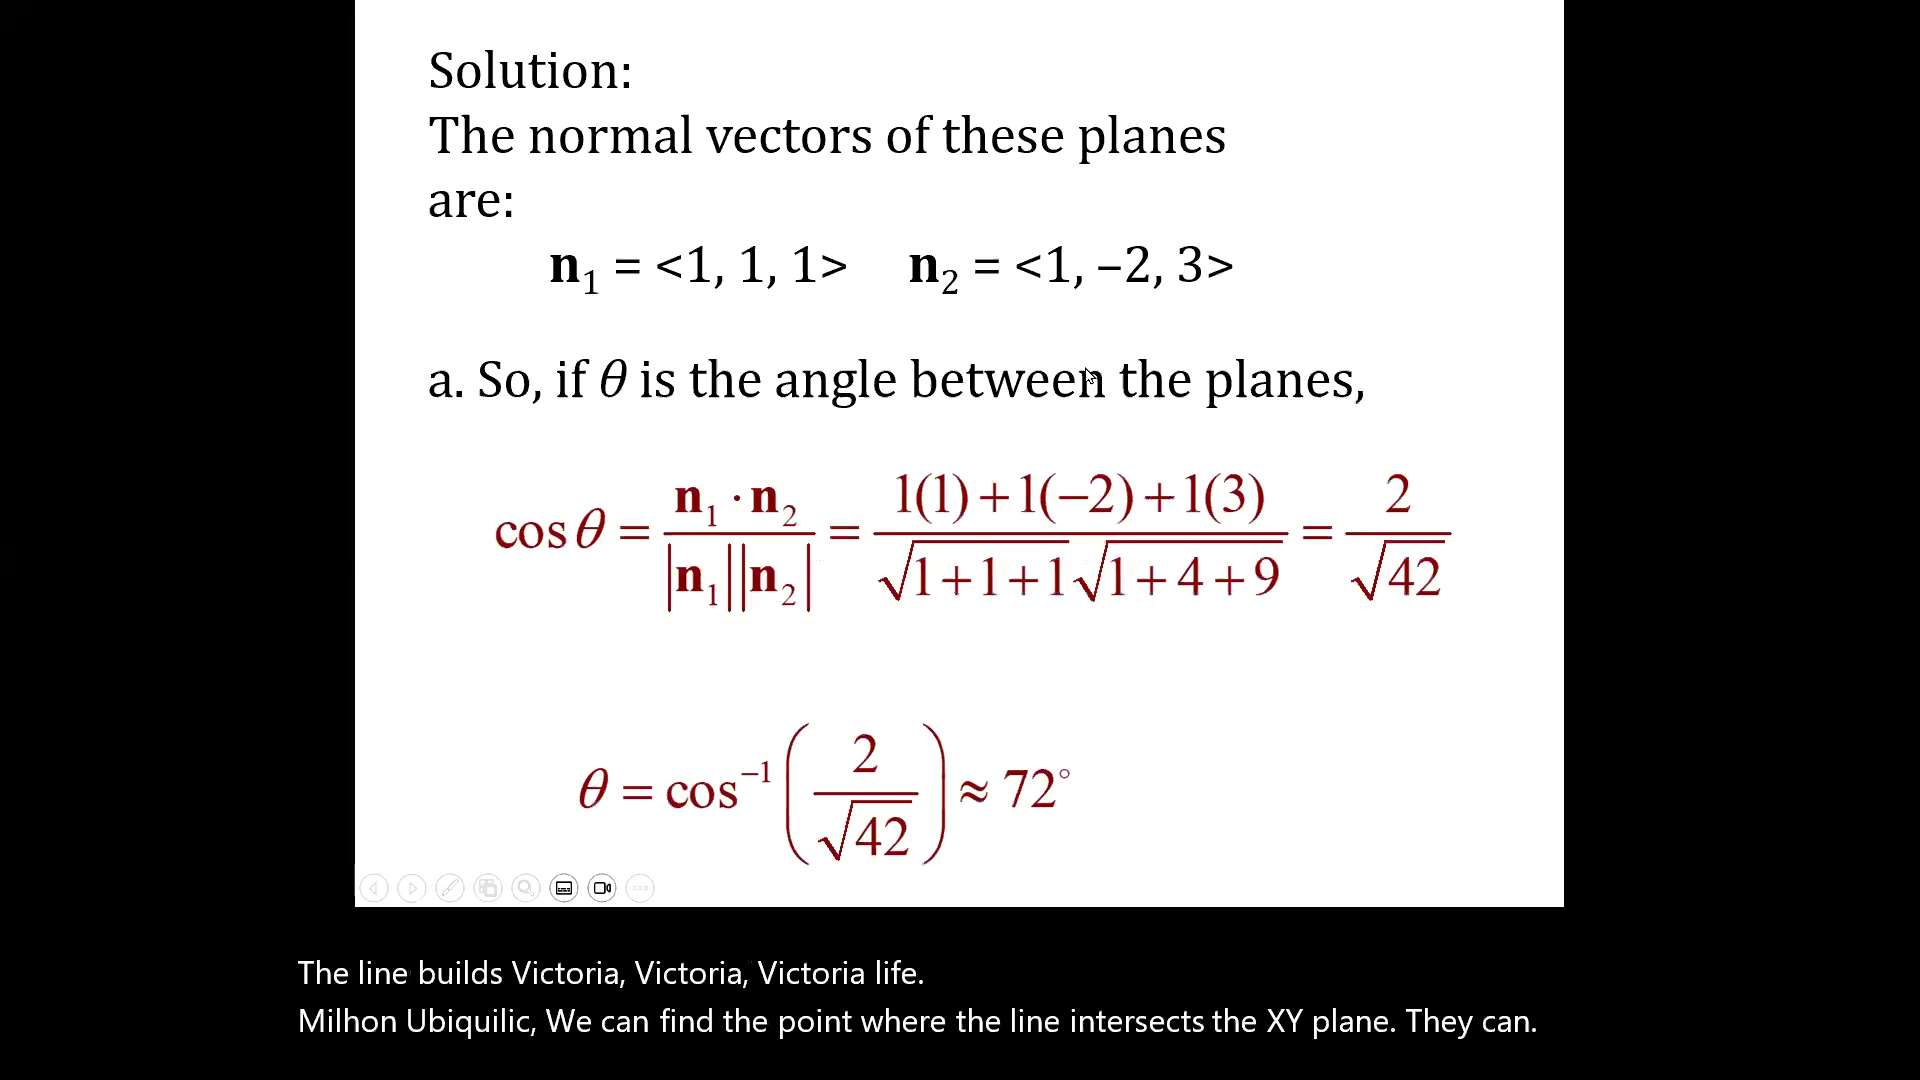 Solution:
The normal vectors of these planes
are:
n₁ = <1, 1, 1> n₂ = <1, –2, 3>
a. So, if θ is the angle between the planes,
cos θ = n₁ · n₂ / |n₁||n₂| = 1(1) + 1(−2) + 1(3) / √1+1+1 √1+4+9 = 2 / √42
θ = cos⁻¹ (2 / √42) ≈ 72°
The line builds Victoria, Victoria, Victoria life.
Milhon Ubiquilic, We can find the point where the line intersects the XY plane. They can.